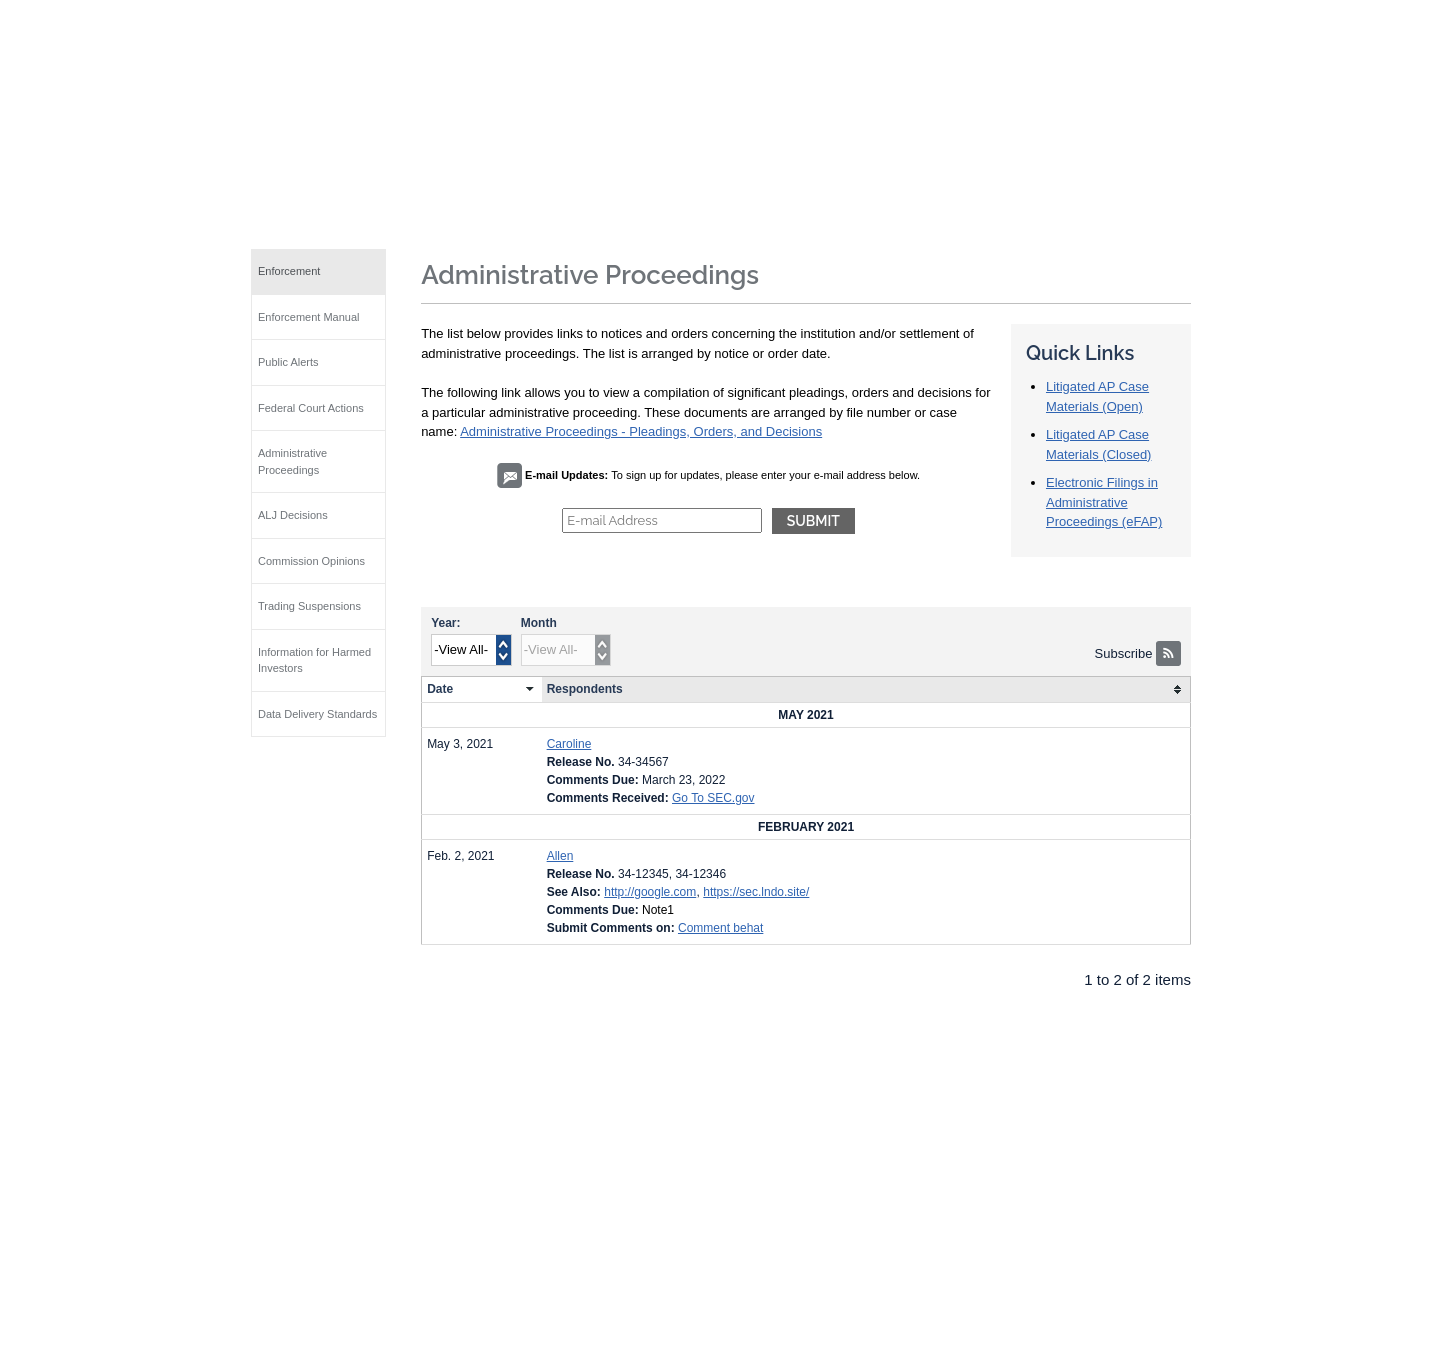 Enforcement
Enforcement Manual
Public Alerts
Federal Court Actions
Administrative
Proceedings
ALJ Decisions
Commission Opinions
Trading Suspensions
Information for Harmed
Investors
Data Delivery Standards
Administrative Proceedings
The list below provides links to notices and orders concerning the institution and/or settlement of
administrative proceedings. The list is arranged by notice or order date.
The following link allows you to view a compilation of significant pleadings, orders and decisions for
a particular administrative proceeding. These documents are arranged by file number or case
name: Administrative Proceedings - Pleadings, Orders, and Decisions
E-mail Updates: To sign up for updates, please enter your e-mail address below.
E-mail Address
SUBMIT
Quick Links
Litigated AP Case
Materials (Open)
Litigated AP Case
Materials (Closed)
Electronic Filings in
Administrative
Proceedings (eFAP)
Year: Month
-View All- -View All-
Subscribe
Date Respondents
MAY 2021
May 3, 2021 Caroline
Release No. 34-34567
Comments Due: March 23, 2022
Comments Received: Go To SEC.gov
FEBRUARY 2021
Feb. 2, 2021 Allen
Release No. 34-12345, 34-12346
See Also: http://google.com, https://sec.lndo.site/
Comments Due: Note1
Submit Comments on: Comment behat
1 to 2 of 2 items